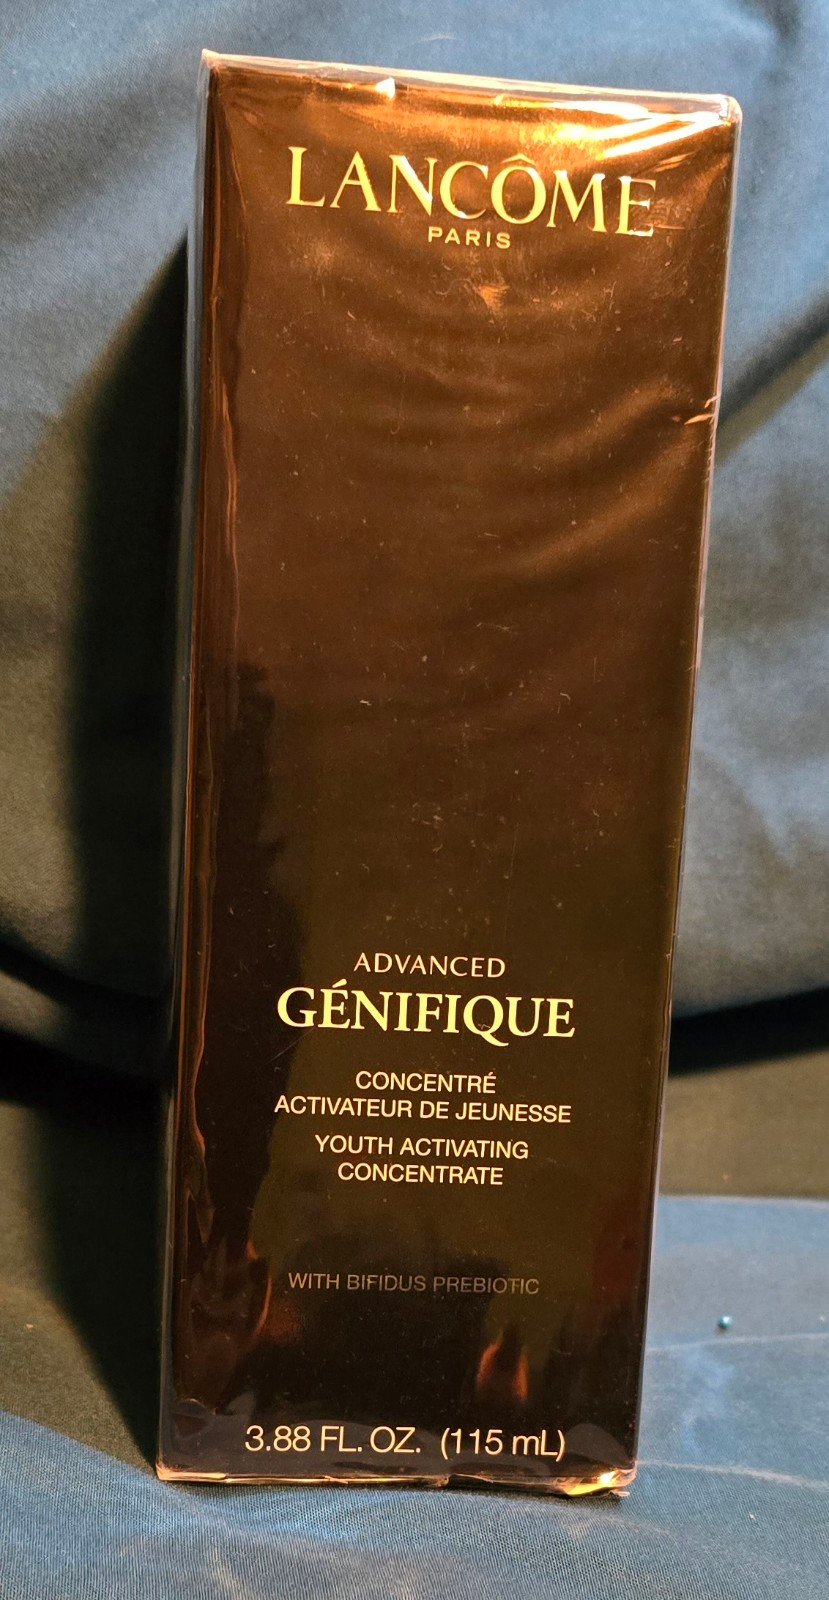 LANCÔME
PARIS
ADVANCED
GÉNIFIQUE
CONCENTRÉ
ACTIVATEUR DE JEUNESSE
YOUTH ACTIVATING
CONCENTRATE
WITH BIFIDUS PREBIOTIC
3.88 FL. OZ. (115 mL)